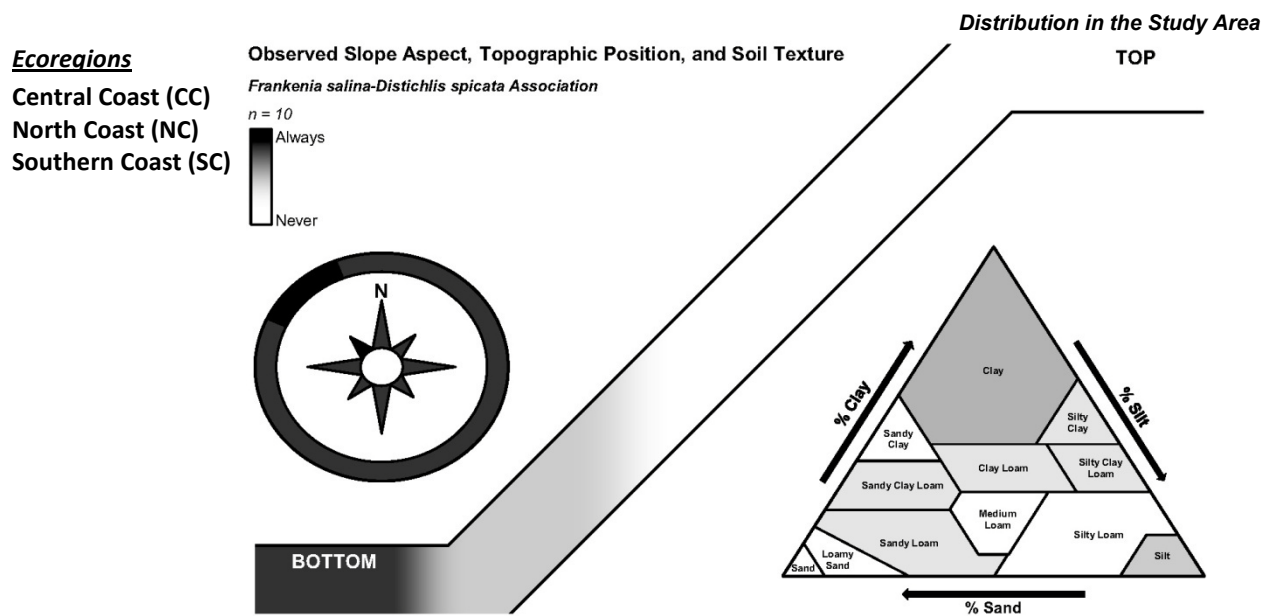 Distribution in the Study Area
Ecoregions
Central Coast (CC)
North Coast (NC)
Southern Coast (SC)
Observed Slope Aspect, Topographic Position, and Soil Texture
Frankenia salina-Distichlis spicata Association
n = 10
Always
Never
N
TOP
BOTTOM
% Clay
% Silt
% Sand
Clay
Silty
Clay
Sandy
Clay
Clay Loam
Silty Clay
Loam
Sandy Clay Loam
Medium
Loam
Silty Loam
Sandy Loam
Loamy
Sand
Sand
Silt